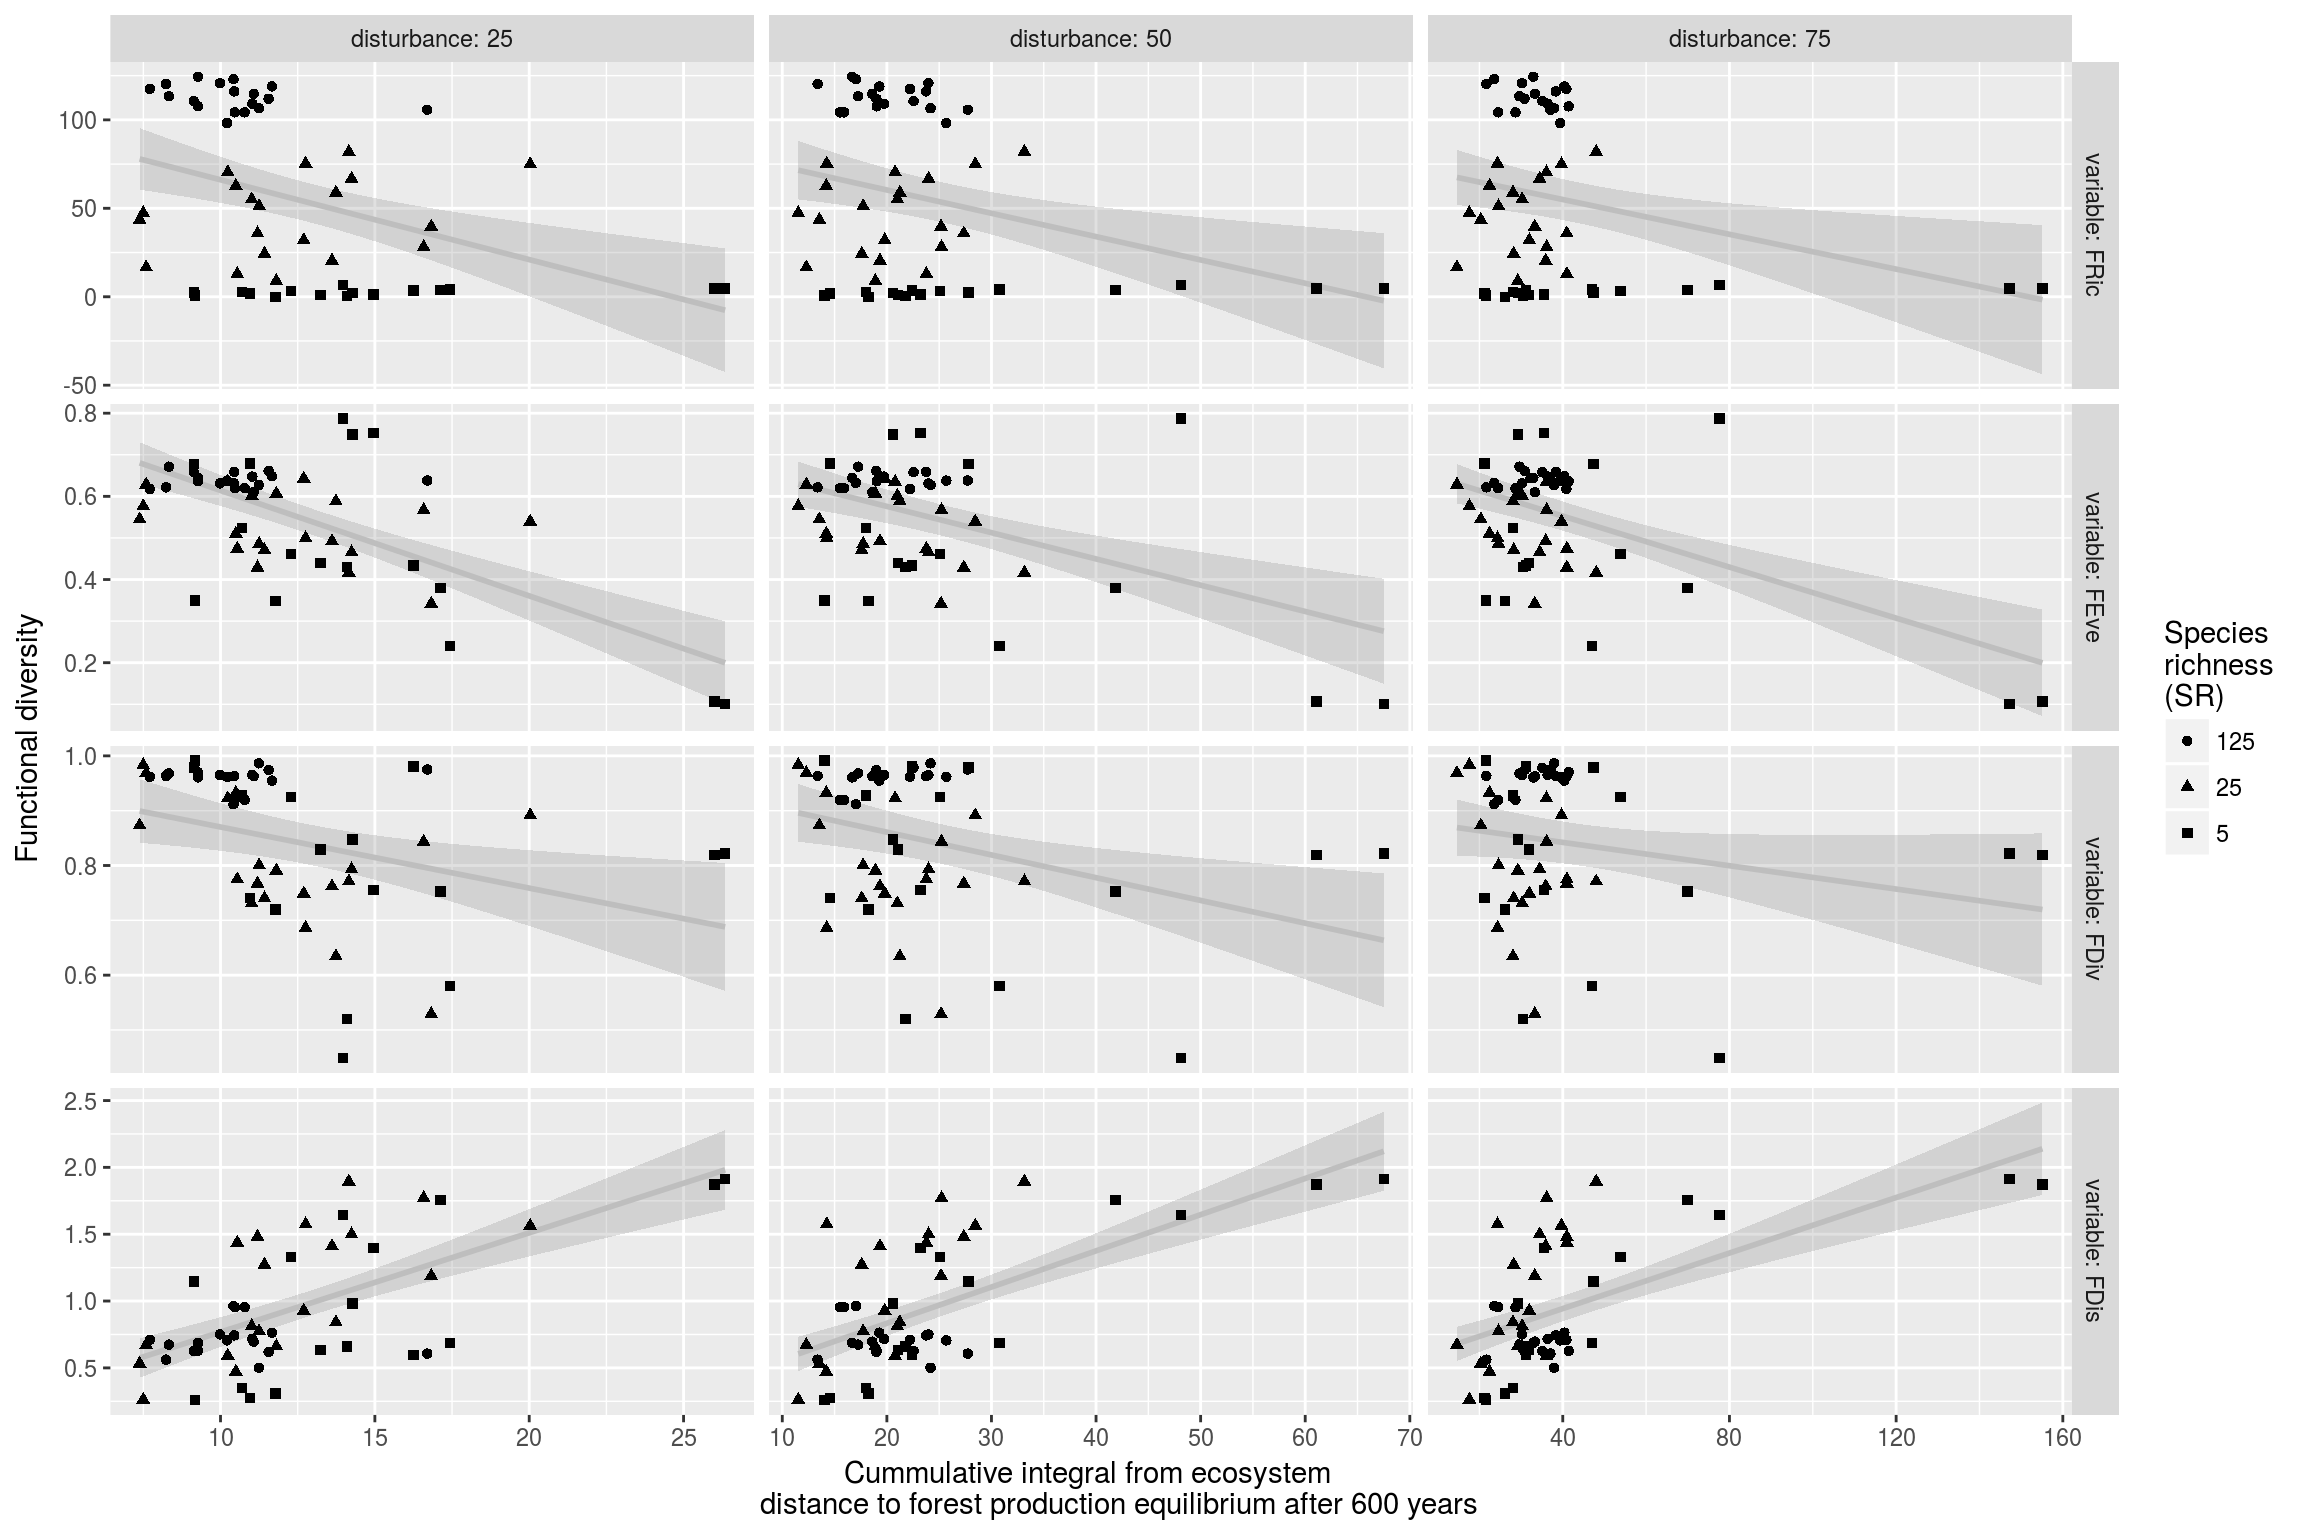 disturbance: 25
disturbance: 50
disturbance: 75
100
50
0
-50
variable: FRic
0.8
0.6
0.4
0.2
variable: FEve
1.0
0.8
0.6
variable: FDiv
2.5
2.0
1.5
1.0
0.5
variable: FDis
10 15 20 25
10 20 30 40 50 60 70
40 80 120 160
Functional diversity
Cummulative integral from ecosystem
distance to forest production equilibrium after 600 years
Species
richness
(SR)
125
25
5